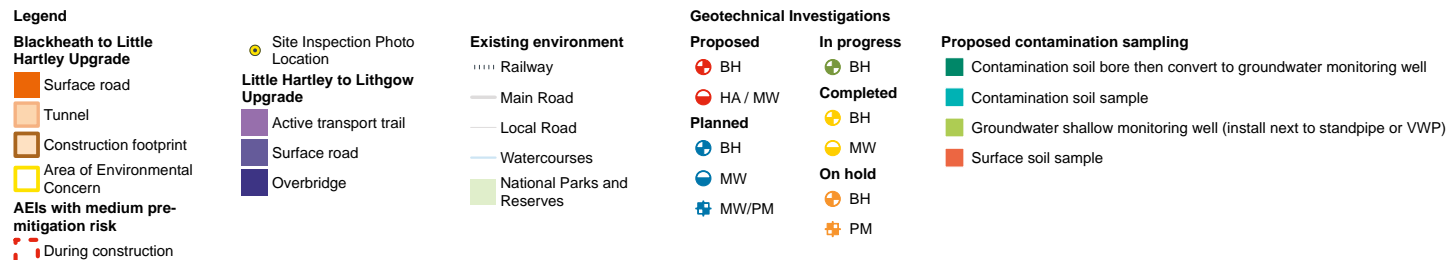 Legend
Blackheath to Little
Hartley Upgrade
Surface road
Tunnel
Construction footprint
Area of Environmental
Concern
AEIs with medium pre-
mitigation risk
During construction
Site Inspection Photo
Location
Little Hartley to Lithgow
Upgrade
Active transport trail
Surface road
Overbridge
Existing environment
Railway
Main Road
Local Road
Watercourses
National Parks and
Reserves
Geotechnical Investigations
Proposed
BH
HA / MW
Planned
BH
MW
MW/PM
In progress
BH
Completed
BH
MW
On hold
BH
PM
Proposed contamination sampling
Contamination soil bore then convert to groundwater monitoring well
Contamination soil sample
Groundwater shallow monitoring well (install next to standpipe or VWP)
Surface soil sample